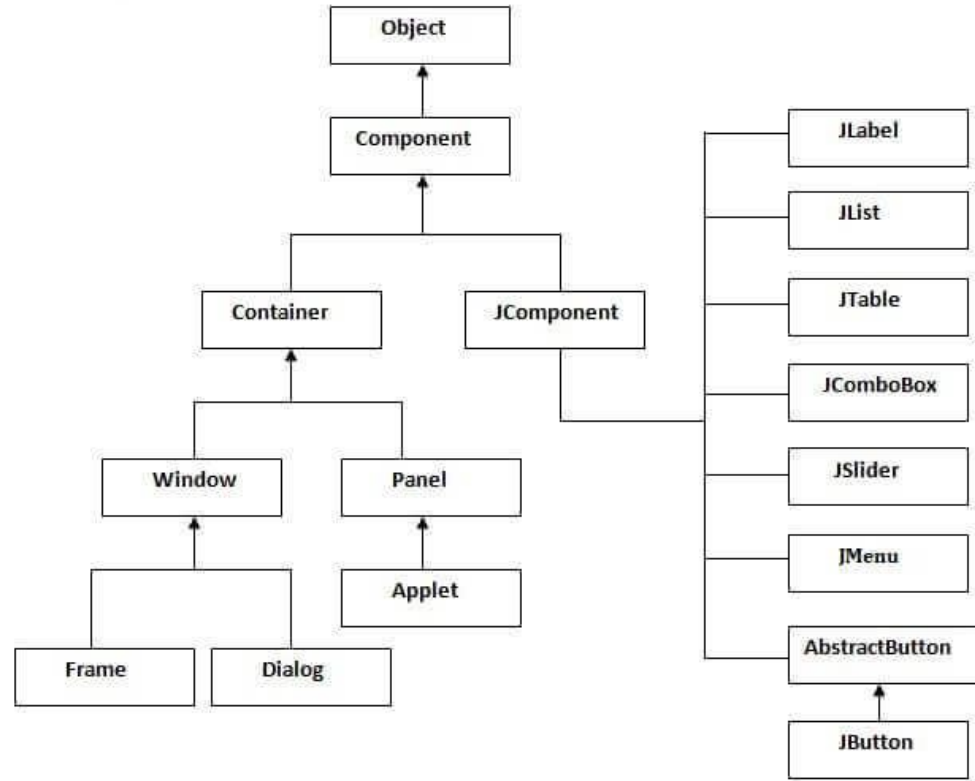 Object
Component
Container
JComponent
Window
Panel
Applet
Frame
Dialog
JLabel
JList
JTable
JComboBox
JSlider
JMenu
AbstractButton
JButton